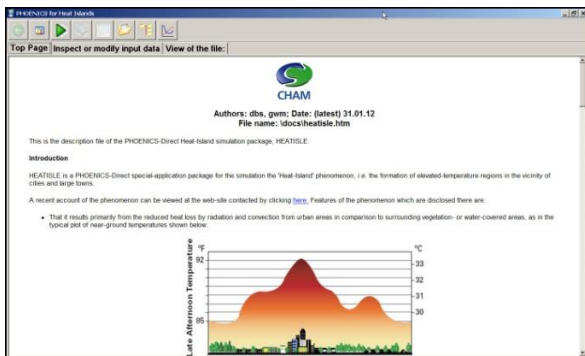 PHOENICS for Heat Islands
Top Page Inspect or modify input data View of the file:
CHAM
Authors: dbs, gwm; Date: (latest) 31.01.12
File name: \docs\heatisle.htm
This is the description file of the PHOENICS-Direct Heat-Island simulation package, HEATISLE.
Introduction
HEATISLE is a PHOENICS-Direct special-application package for the simulation the 'Heat-Island' phenomenon, i.e. the formation of elevated-temperature regions in the vicinity of
cities and large towns.
A recent account of the phenomenon can be viewed at the web-site contacted by clicking here. Features of the phenomenon which are disclosed there are:
• That it results primarily from the reduced heat loss by radiation and convection from urban areas in comparison to surrounding vegetation- or water-covered areas, as in the
typical plot of near-ground temperatures shown below:
°F °C
92
33
32
31
30
85
Late Afternoon Temperature